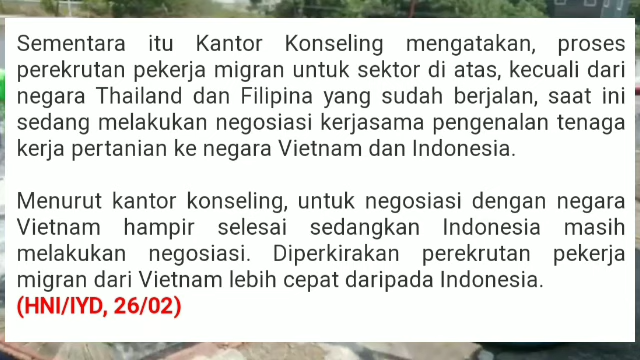 Sementara itu Kantor Konseling mengatakan, proses
perekrutan pekerja migran untuk sektor di atas, kecuali dari
negara Thailand dan Filipina yang sudah berjalan, saat ini
sedang melakukan negosiasi kerjasama pengenalan tenaga
kerja pertanian ke negara Vietnam dan Indonesia.
Menurut kantor konseling, untuk negosiasi dengan negara
Vietnam hampir selesai sedangkan Indonesia masih
melakukan negosiasi. Diperkirakan perekrutan pekerja
migran dari Vietnam lebih cepat daripada Indonesia.
(HNI/IYD, 26/02)